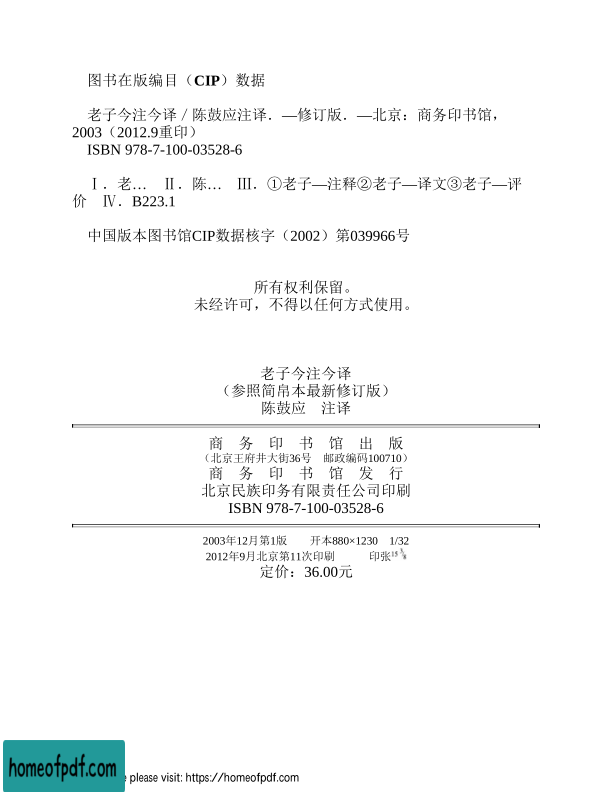 图书在版编目（CIP）数据
老子今注今译／陈鼓应注译．—修订版．—北京：商务印书馆，
2003（2012.9重印）
ISBN 978-7-100-03528-6
Ⅰ．老… Ⅱ．陈… Ⅲ．①老子—注释②老子—译文③老子—评
价 Ⅳ．B223.1
中国版本图书馆CIP数据核字（2002）第039966号
所有权利保留。
未经许可，不得以任何方式使用。
老子今注今译
（参照简帛本最新修订版）
陈鼓应 注译
商 务 印 书 馆 出 版
（北京王府井大街36号 邮政编码100710）
商 务 印 书 馆 发 行
北京民族印务有限责任公司印刷
ISBN 978-7-100-03528-6
2003年12月第1版 开本880×1230 1/32
2012年9月北京第11次印刷 印张15
定价：36.00元
homeofpdf.com
please visit: https://homeofpdf.com